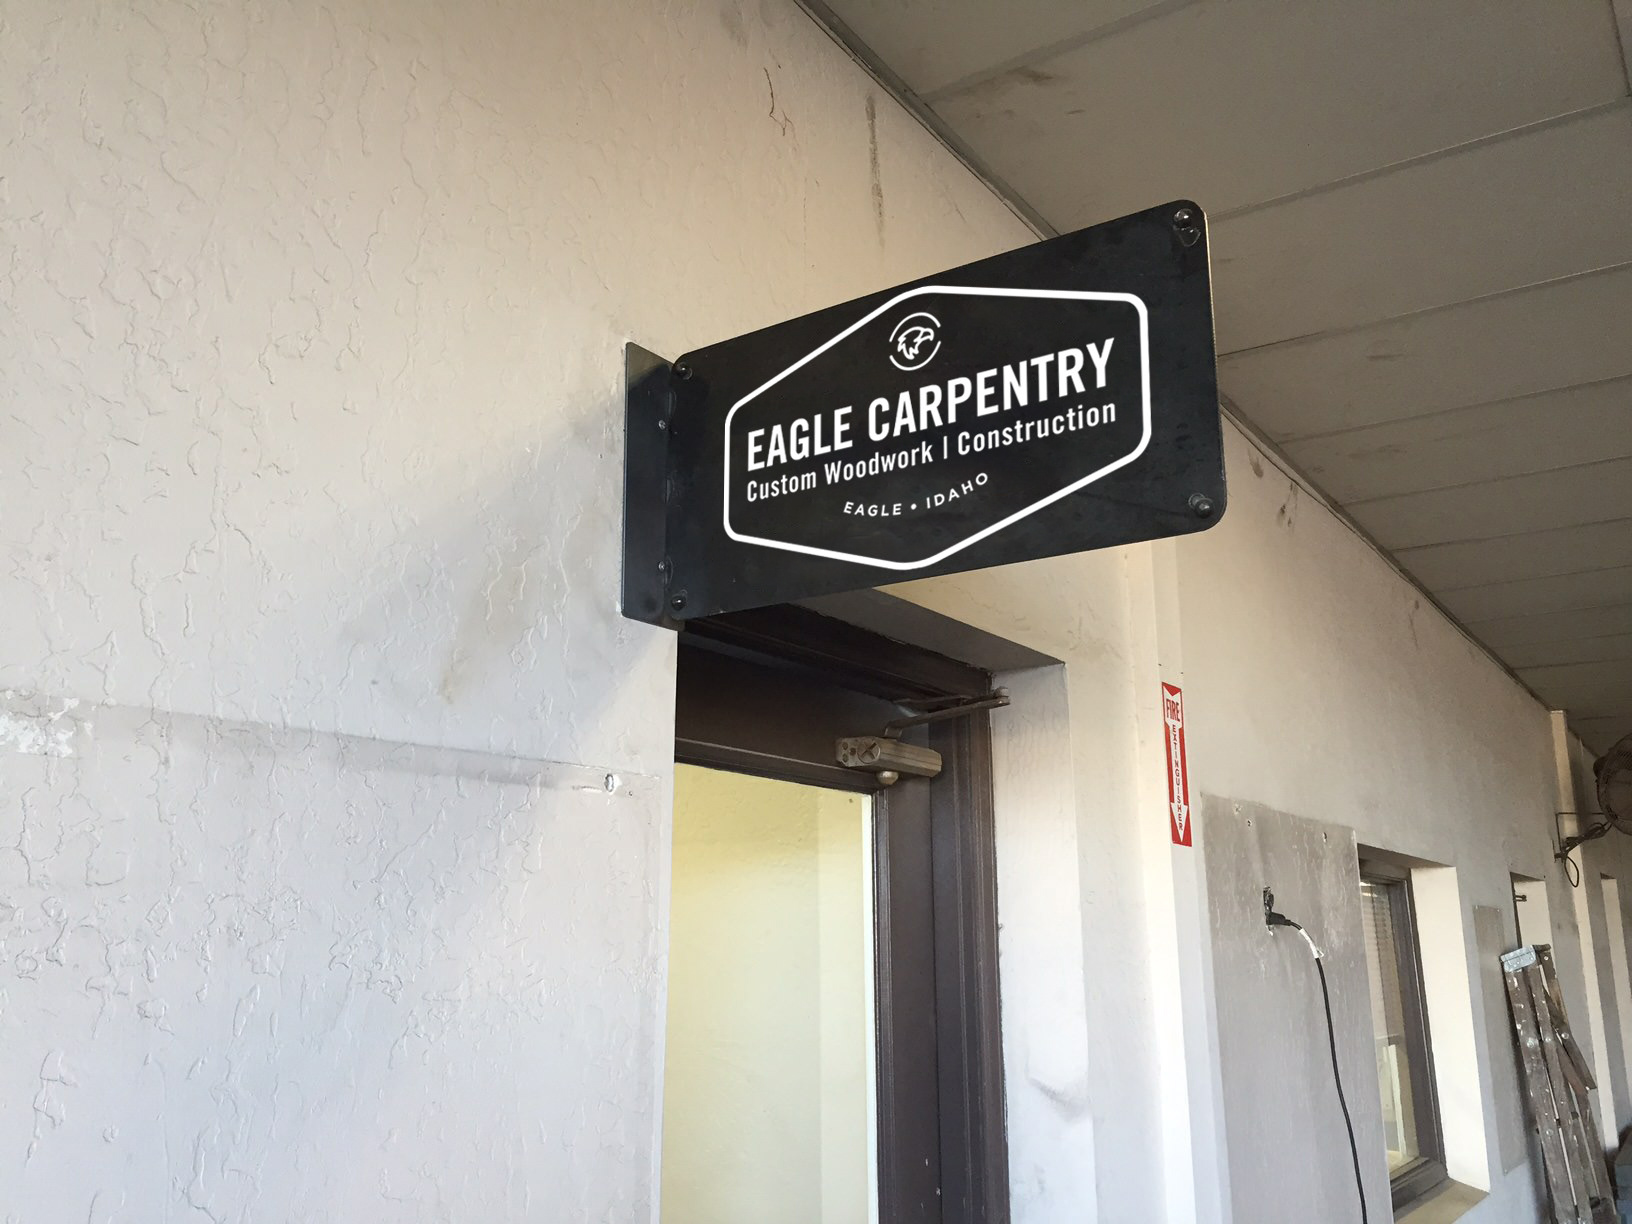 EAGLE CARPENTRY
Custom Woodwork | Construction
EAGLE • IDAHO
FIRE
EXTINGUISHER